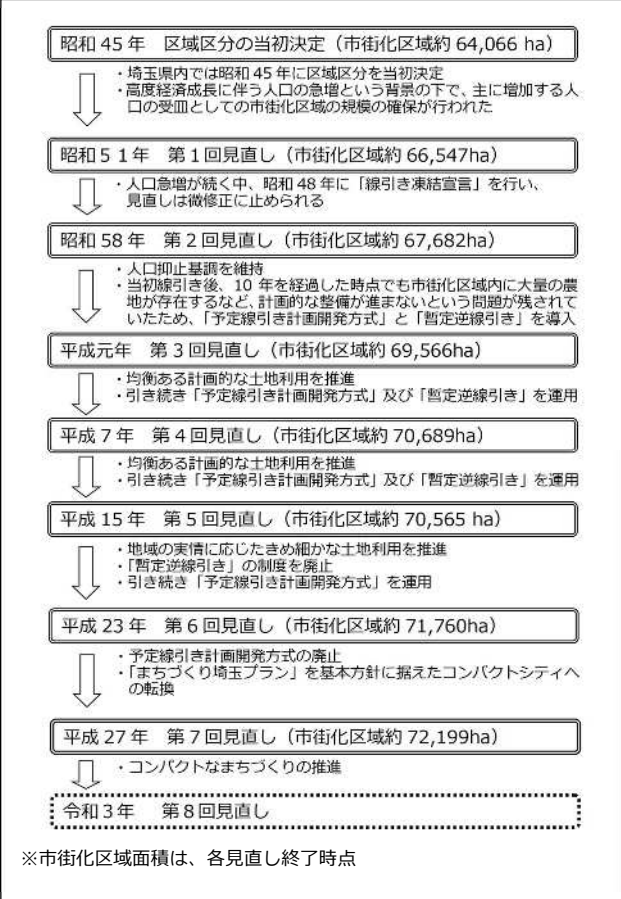 昭和 45 年　区域区分の当初決定（市街化区域約 64,066 ha）
・埼玉県内では昭和 45 年に区域区分を当初決定
・高度経済成長に伴う人口の急増という背景の下で、主に増加する人
口の受皿としての市街化区域の規模の確保が行われた
昭和５１年　第１回見直し（市街化区域約 66,547ha）
・人口急増が続く中、昭和 48 年に「線引き凍結宣言」を行い、
見直しは微修正に止められる
昭和 58 年　第２回見直し（市街化区域約 67,682ha）
・人口抑止基調を維持
・当初線引き後、10 年を経過した時点でも市街化区域内に大量の農
地が存在するなど、計画的な整備が進まないという問題が残されて
いたため、「予定線引き計画開発方式」と「暫定逆線引き」を導入
平成元年　第３回見直し（市街化区域約 69,566ha）
・均衡ある計画的な土地利用を推進
・引き続き「予定線引き計画開発方式」及び「暫定逆線引き」を運用
平成７年　第４回見直し（市街化区域約 70,689ha）
・均衡ある計画的な土地利用を推進
・引き続き「予定線引き計画開発方式」及び「暫定逆線引き」を運用
平成 15 年　第５回見直し（市街化区域約 70,565 ha）
・地域の実情に応じたきめ細かな土地利用を推進
・「暫定逆線引き」の制度を廃止
・引き続き「予定線引き計画開発方式」を運用
平成 23 年　第６回見直し（市街化区域約 71,760ha）
・予定線引き計画開発方式の廃止
・「まちづくり埼玉プラン」を基本方針に据えたコンパクトシティへ
の転換
平成 27 年　第７回見直し（市街化区域約 72,199ha）
・コンパクトなまちづくりの推進
令和３年　第８回見直し
※市街化区域面積は、各見直し終了時点